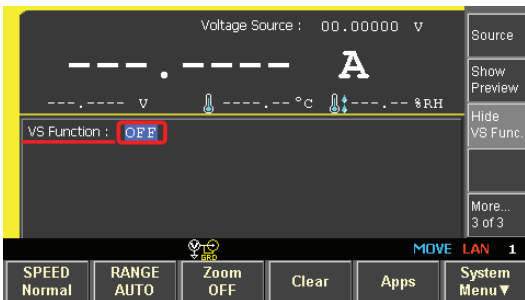 Voltage Source : 00.00000 V
Source
---.---- A
Show
Preview
---.---- V ----.-- °C ---.-- %RH
Hide
VS Func.
VS Function : OFF
More...
3 of 3
GRD
MOVE LAN 1
SPEED
Normal
RANGE
AUTO
Zoom
OFF
Clear
Apps
System
Menu▼